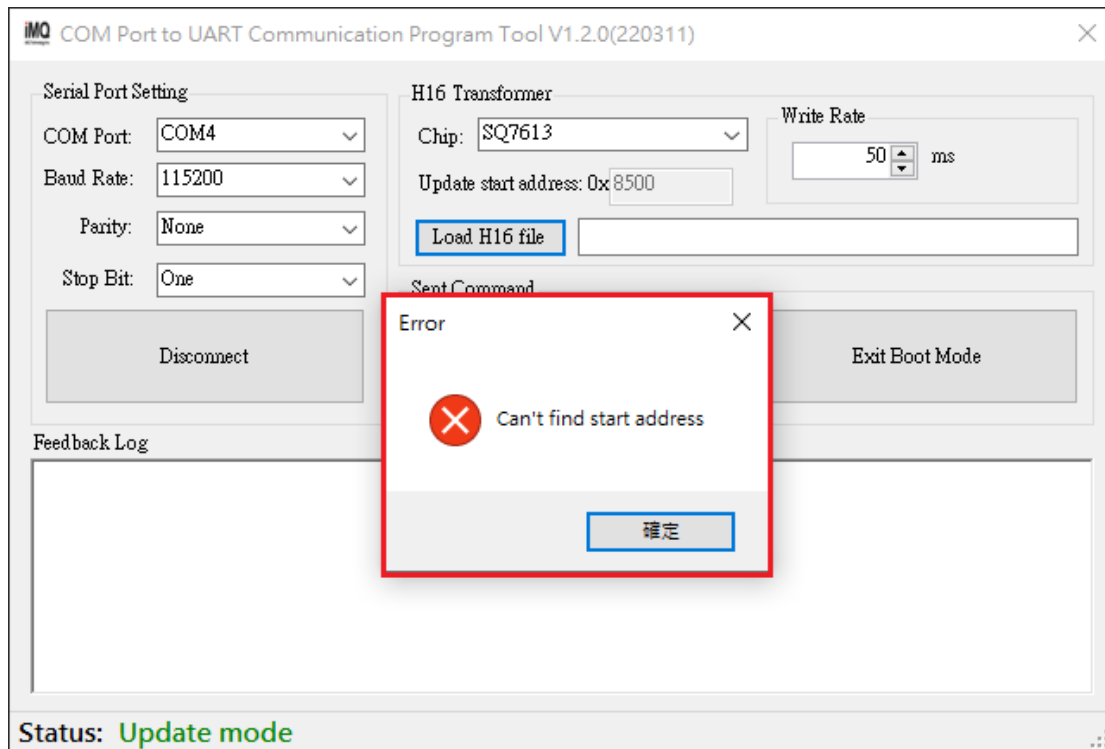 iMQ COM Port to UART Communication Program Tool V1.2.0(220311)
Serial Port Setting
COM Port: COM4
Baud Rate: 115200
Parity: None
Stop Bit: One
Disconnect
H16 Transformer
Chip: SQ7613
Update start address: 0x 8500
Load H16 file
Write Rate
50 ms
Sent Command
Exit Boot Mode
Error
Can't find start address
確定
Feedback Log
Status: Update mode